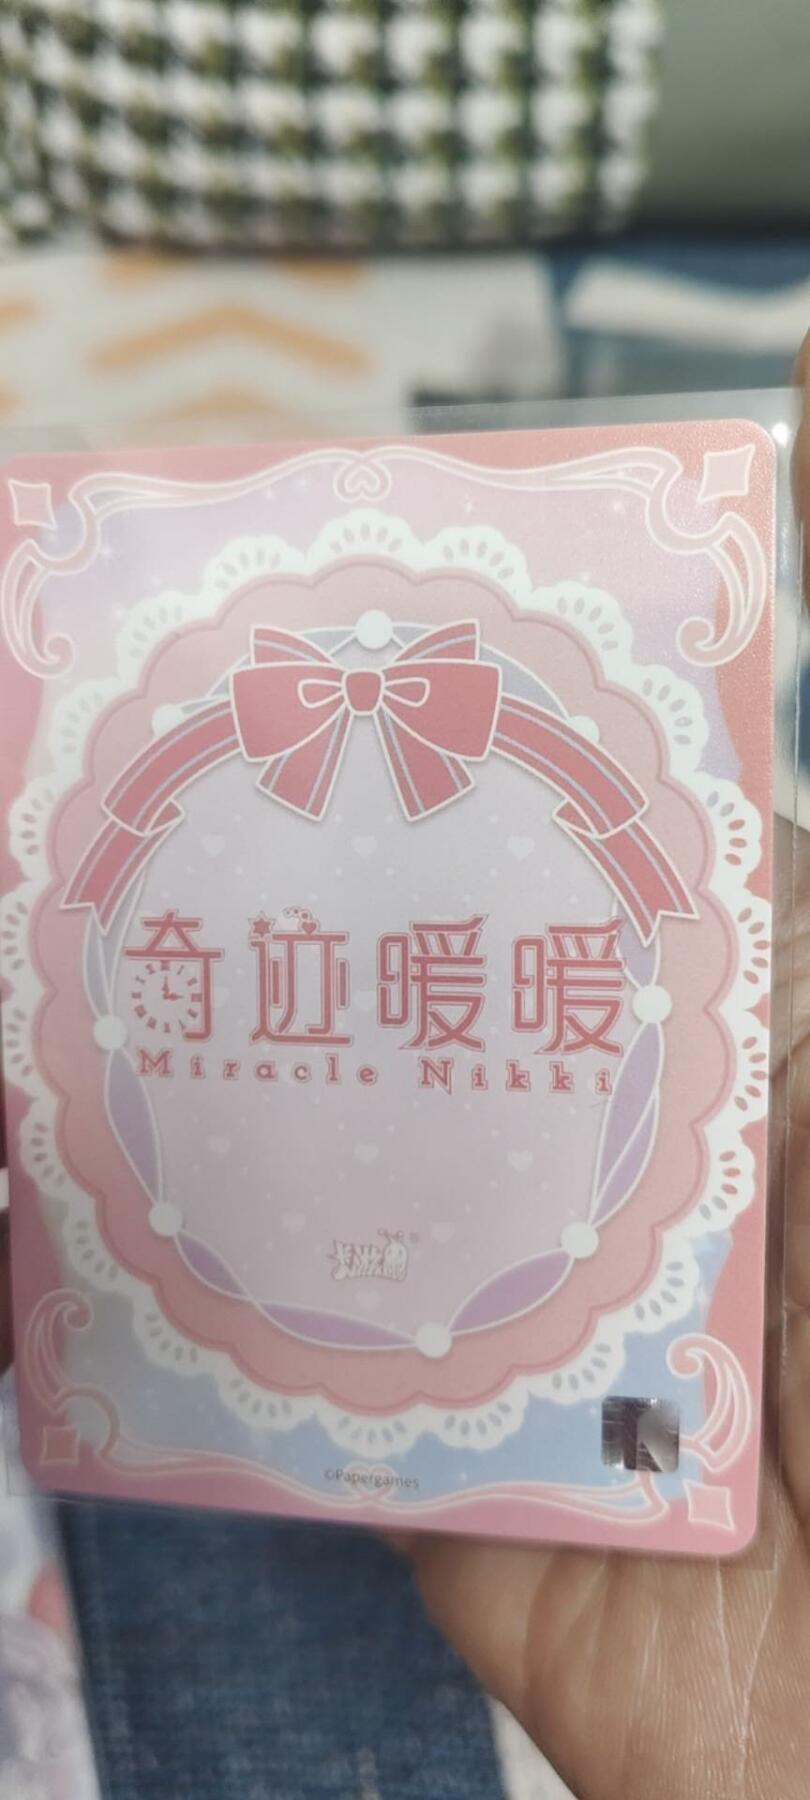 奇迹暖暖
Miracle Nikki
©Papergames